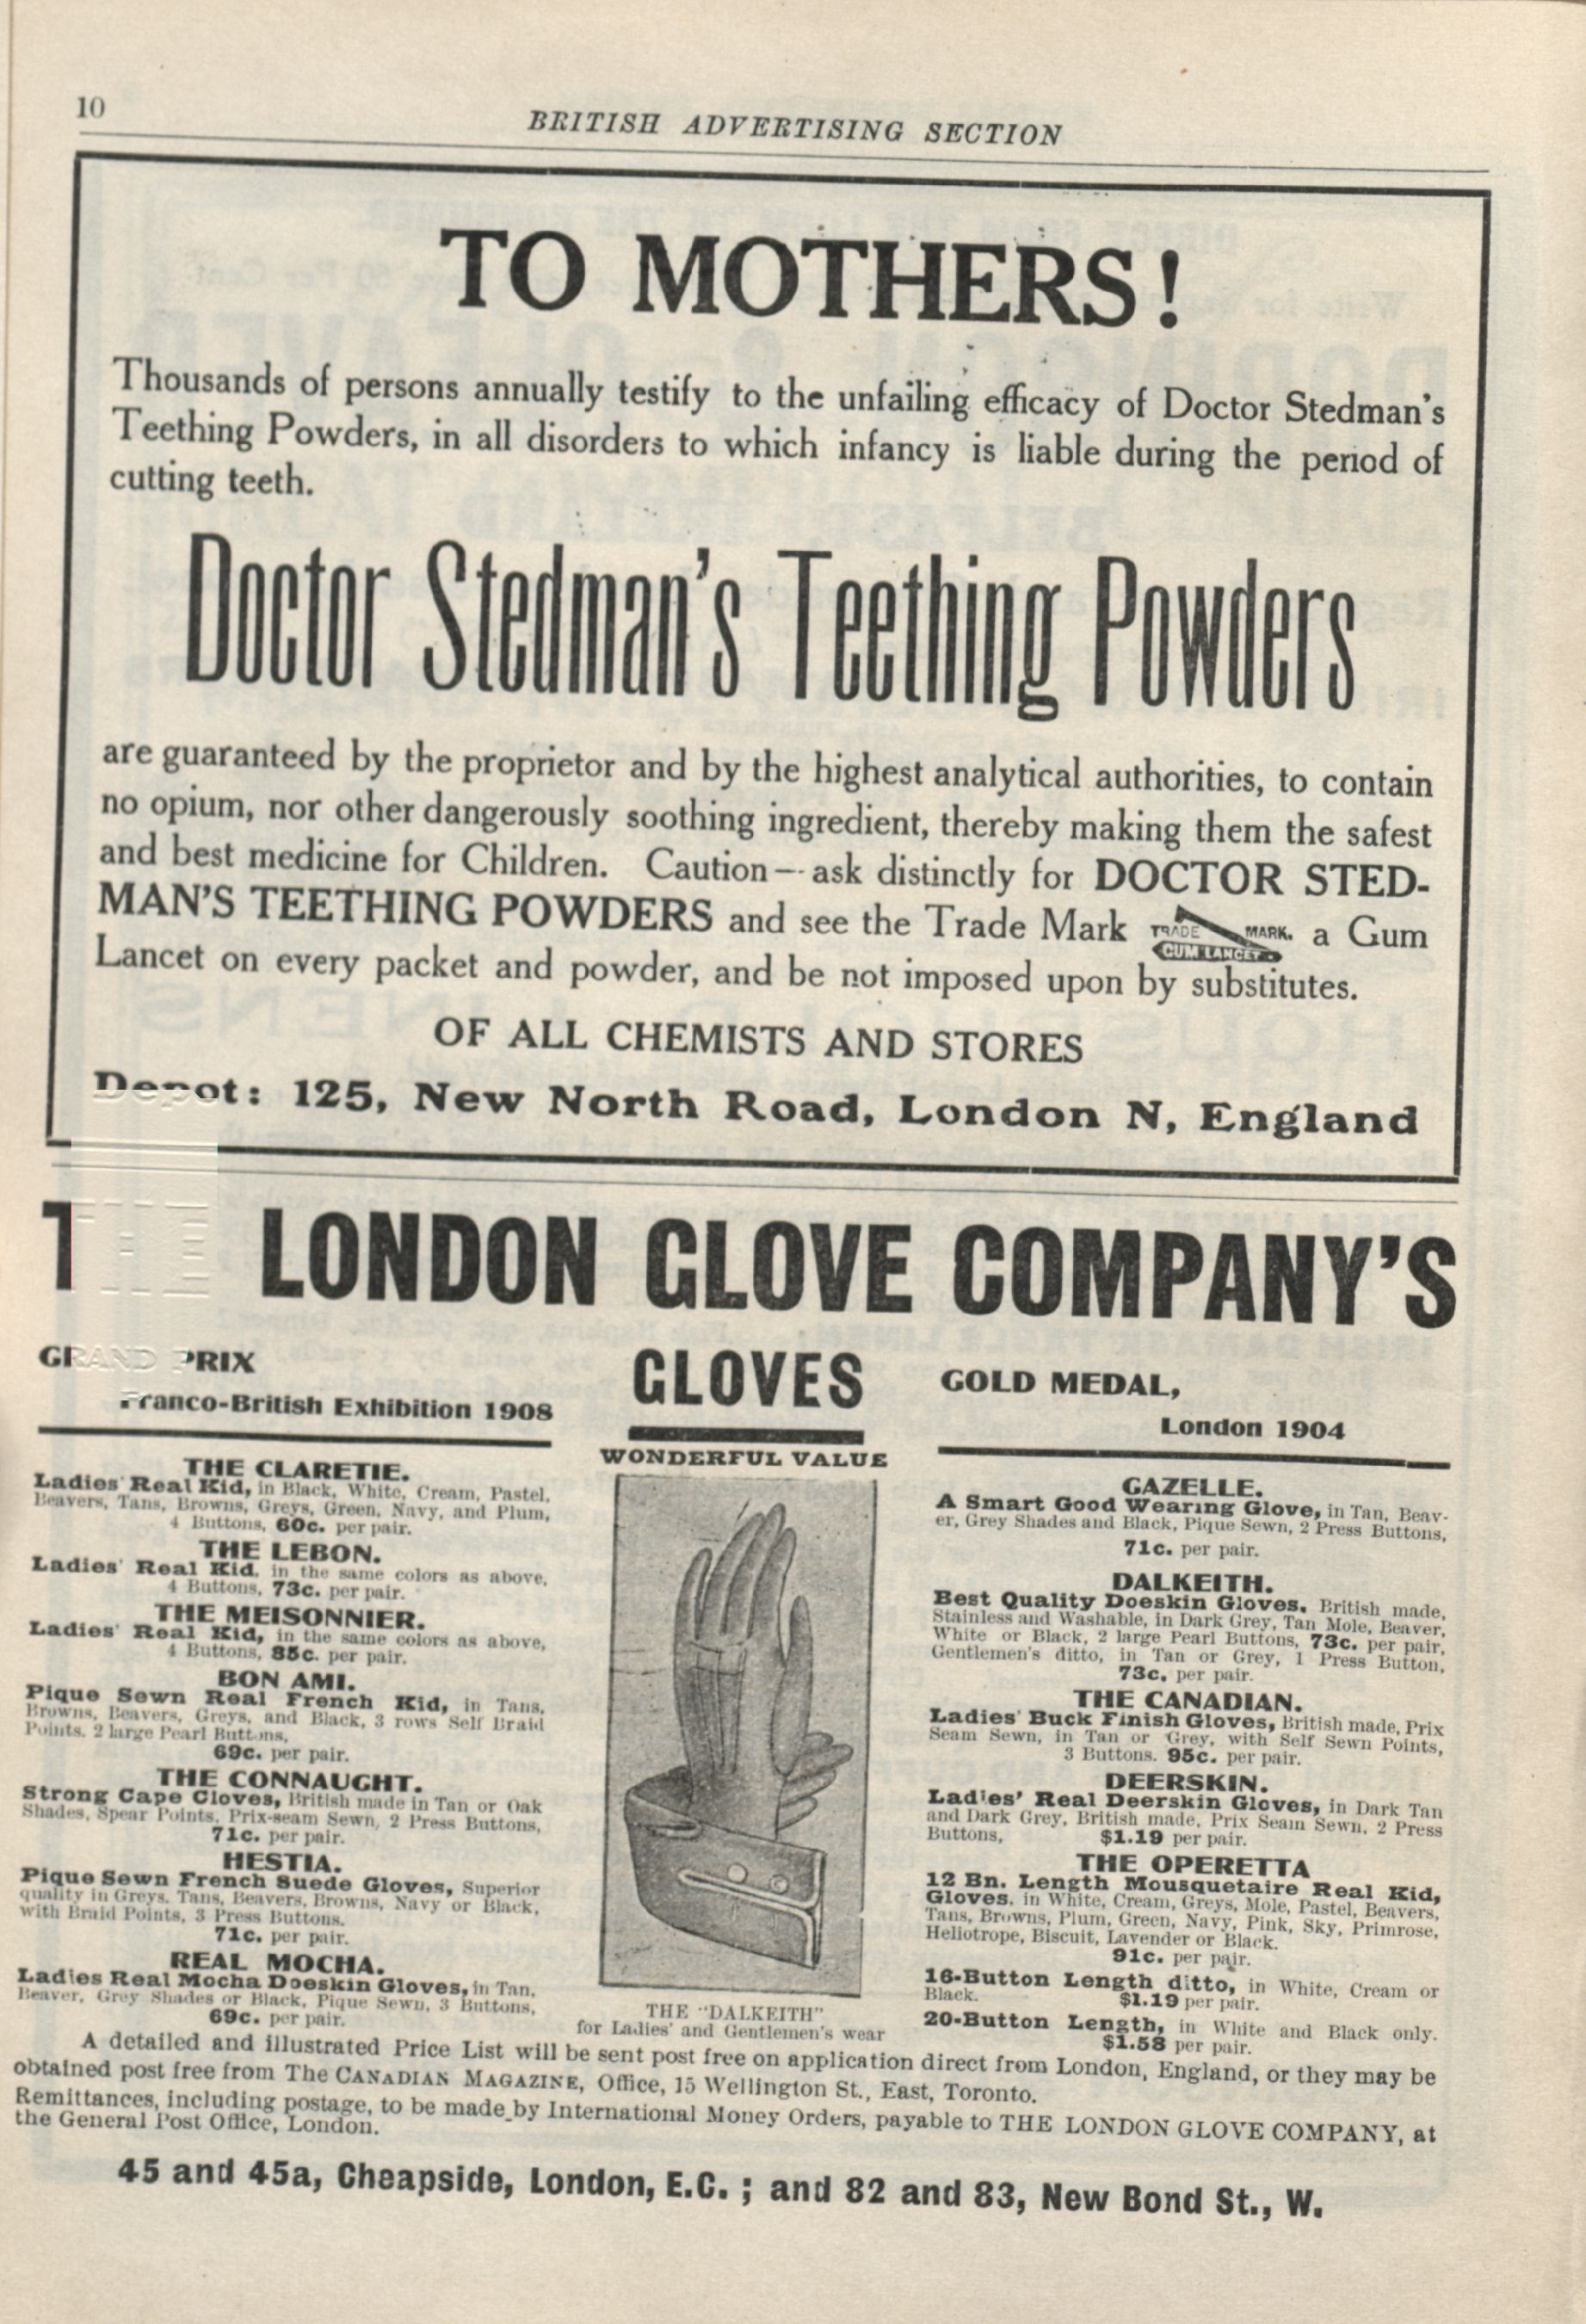 10
BRITISH ADVERTISING SECTION
TO MOTHERS!
Thousands of persons annually testify to the unfailing efficacy of Doctor Stedman's
Teething Powders, in all disorders to which infancy is liable during the period of
cutting teeth.
Doctor Stedman's Teething Powders
are guaranteed by the proprietor and by the highest analytical authorities, to contain
no opium, nor other dangerously soothing ingredient, thereby making them the safest
and best medicine for Children. Caution—ask distinctly for DOCTOR STED-
MAN'S TEETHING POWDERS and see the Trade Mark TRADE MARK. GUM LANCET a Gum
Lancet on every packet and powder, and be not imposed upon by substitutes.
OF ALL CHEMISTS AND STORES
Depot: 125, New North Road, London N, England
THE LONDON GLOVE COMPANY'S
GLOVES
GRAND PRIX
Franco-British Exhibition 1908
GOLD MEDAL,
London 1904
WONDERFUL VALUE
THE CLARETIE.
Ladies' Real Kid, in Black, White, Cream, Pastel,
Beavers, Tans, Browns, Greys, Green, Navy, and Plum,
4 Buttons, 60c. per pair.
THE LEBON.
Ladies' Real Kid, in the same colors as above,
4 Buttons, 73c. per pair.
THE MEISONNIER.
Ladies' Real Kid, in the same colors as above,
4 Buttons, 85c. per pair.
BON AMI.
Pique Sewn Real French Kid, in Tans,
Browns, Beavers, Greys, and Black, 3 rows Self Braid
Points, 2 large Pearl Buttons,
69c. per pair.
THE CONNAUGHT.
Strong Cape Gloves, British made in Tan or Oak
Shades, Spear Points, Prix-seam Sewn, 2 Press Buttons,
71c. per pair.
HESTIA.
Pique Sewn French Suede Gloves, Superior
quality in Greys, Tans, Beavers, Browns, Navy or Black,
with Braid Points, 3 Press Buttons.
71c. per pair.
REAL MOCHA.
Ladies Real Mocha Doeskin Gloves, in Tan,
Beaver, Grey Shades or Black, Pique Sewn, 3 Buttons,
69c. per pair.
THE "DALKEITH"
for Ladies' and Gentlemen's wear
GAZELLE.
A Smart Good Wearing Glove, in Tan, Beav-
er, Grey Shades and Black, Pique Sewn, 2 Press Buttons,
71c. per pair.
DALKEITH.
Best Quality Doeskin Gloves, British made,
Stainless and Washable, in Dark Grey, Tan Mole, Beaver,
White or Black, 2 large Pearl Buttons, 73c. per pair,
Gentlemen's ditto, in Tan or Grey, 1 Press Button,
73c. per pair.
THE CANADIAN.
Ladies' Buck Finish Gloves, British made, Prix
Seam Sewn, in Tan or Grey, with Self Sewn Points,
3 Buttons. 95c. per pair.
DEERSKIN.
Ladies' Real Deerskin Gloves, in Dark Tan
and Dark Grey, British made, Prix Seam Sewn, 2 Press
Buttons, $1.19 per pair.
THE OPERETTA
12 Bn. Length Mousquetaire Real Kid,
Gloves, in White, Cream, Greys, Mole, Pastel, Beavers,
Tans, Browns, Plum, Green, Navy, Pink, Sky, Primrose,
Heliotrope, Biscuit, Lavender or Black.
91c. per pair.
16-Button Length ditto, in White, Cream or
Black. $1.19 per pair.
20-Button Length, in White and Black only.
$1.58 per pair.
A detailed and illustrated Price List will be sent post free on application direct from London, England, or they may be
obtained post free from The CANADIAN MAGAZINE, Office, 15 Wellington St., East, Toronto.
Remittances, including postage, to be made by International Money Orders, payable to THE LONDON GLOVE COMPANY, at
the General Post Office, London.
45 and 45a, Cheapside, London, E.C.; and 82 and 83, New Bond St., W.